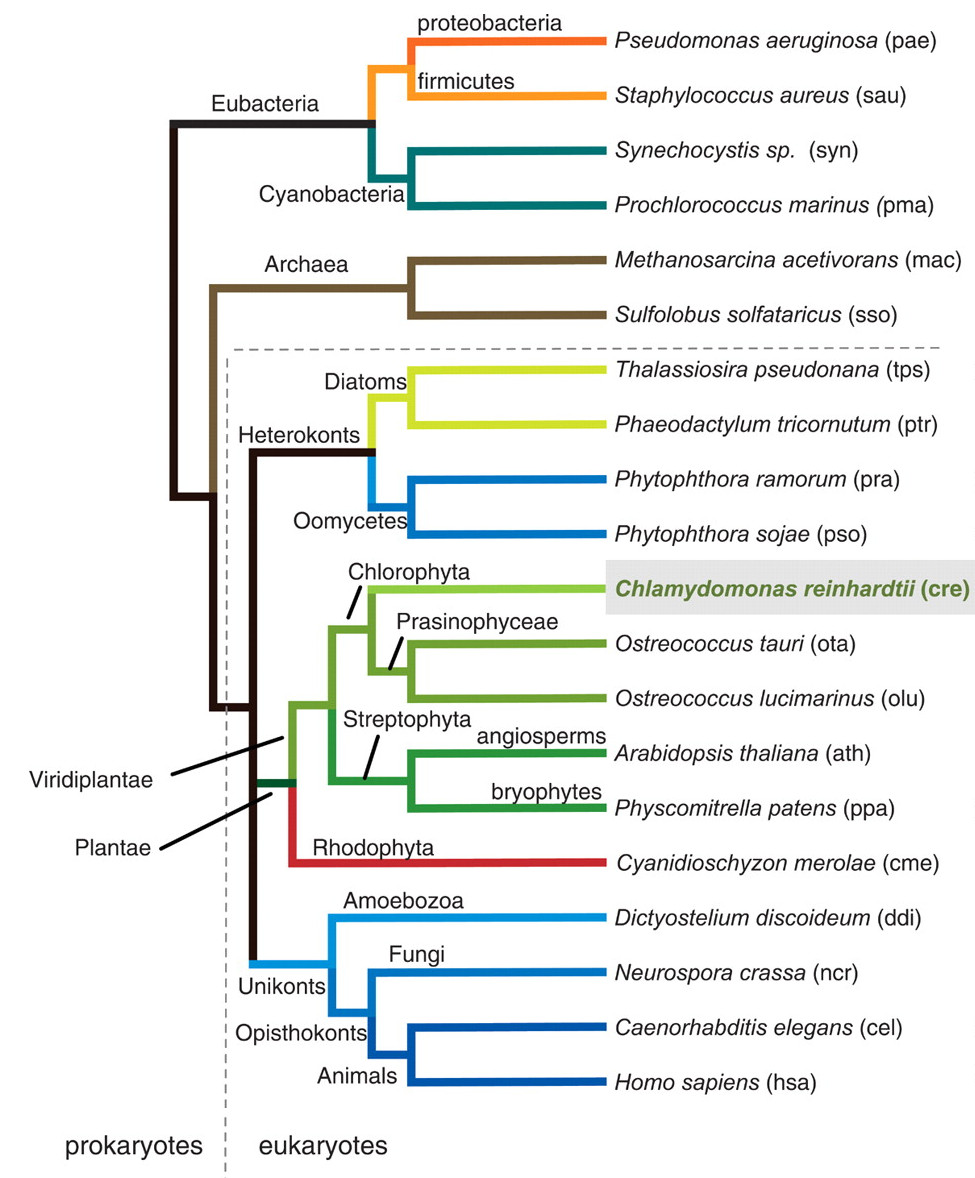 proteobacteria
Pseudomonas aeruginosa (pae)
firmicutes
Staphylococcus aureus (sau)
Eubacteria
Synechocystis sp. (syn)
Cyanobacteria
Prochlorococcus marinus (pma)
Archaea
Methanosarcina acetivorans (mac)
Sulfolobus solfataricus (sso)
Diatoms
Thalassiosira pseudonana (tps)
Heterokonts
Phaeodactylum tricornutum (ptr)
Phytophthora ramorum (pra)
Oomycetes
Phytophthora sojae (pso)
Chlorophyta
Chlamydomonas reinhardtii (cre)
Prasinophyceae
Ostreococcus tauri (ota)
Ostreococcus lucimarinus (olu)
Streptophyta
angiosperms
Arabidopsis thaliana (ath)
Viridiplantae
bryophytes
Physcomitrella patens (ppa)
Plantae
Rhodophyta
Cyanidioschyzon merolae (cme)
Amoebozoa
Dictyostelium discoideum (ddi)
Fungi
Neurospora crassa (ncr)
Unikonts
Opisthokonts
Caenorhabditis elegans (cel)
Animals
Homo sapiens (hsa)
prokaryotes
eukaryotes